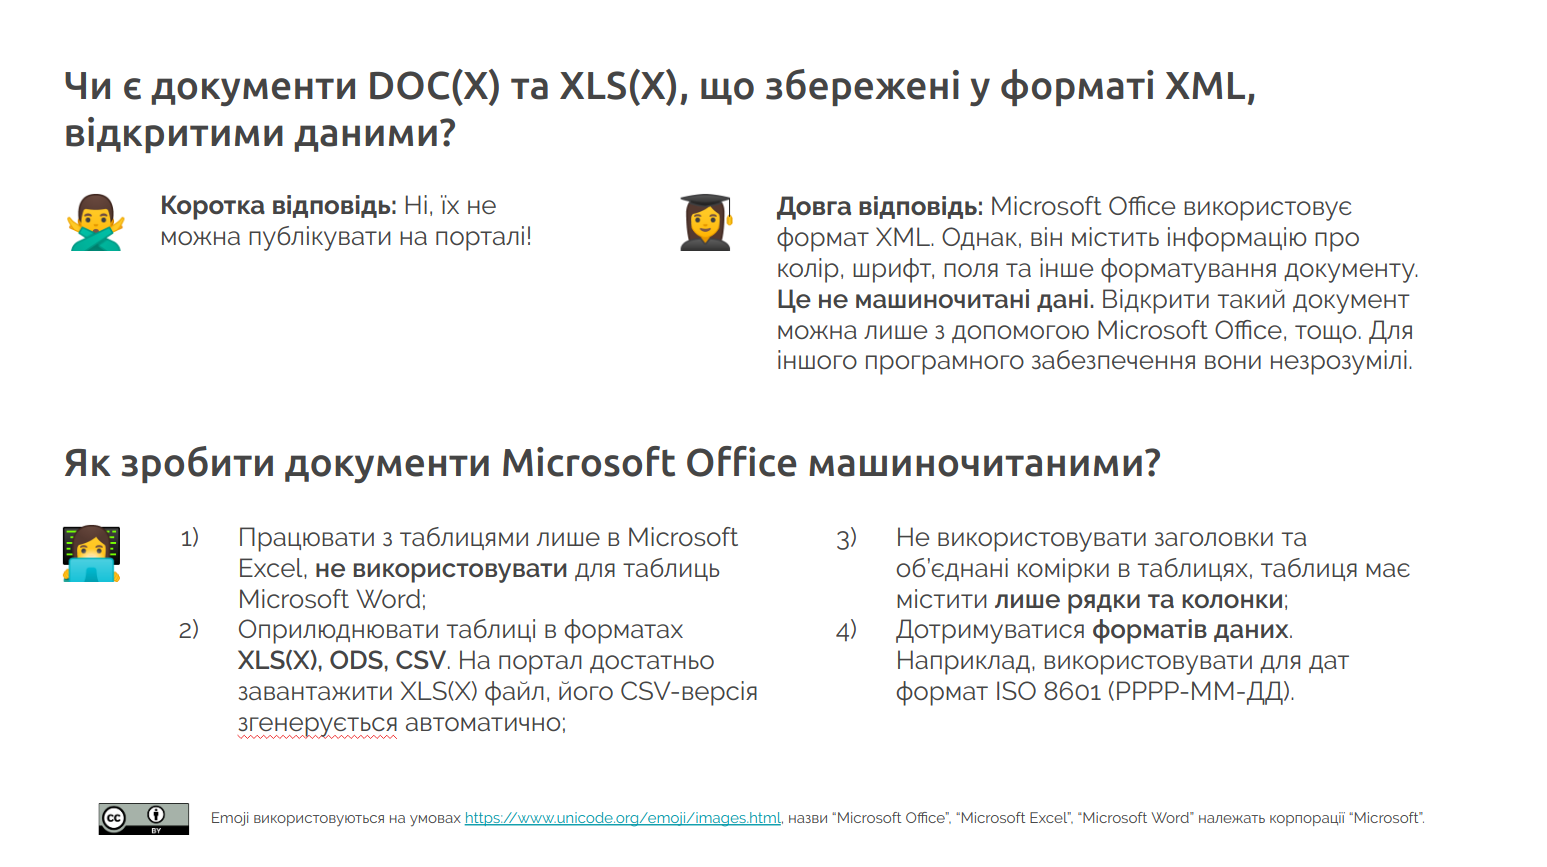 Чи є документи DOC(X) та XLS(X), що збережені у форматі XML,
відкритими даними?
Коротка відповідь: Ні, їх не
можна публікувати на порталі!
Довга відповідь: Microsoft Office використовує
формат XML. Однак, він містить інформацію про
колір, шрифт, поля та інше форматування документу.
Це не машиночитані дані. Відкрити такий документ
можна лише з допомогою Microsoft Office, тощо. Для
іншого програмного забезпечення вони незрозумілі.
Як зробити документи Microsoft Office машиночитаними?
1) Працювати з таблицями лише в Microsoft
Excel, не використовувати для таблиць
Microsoft Word;
2) Оприлюднювати таблиці в форматах
XLS(X), ODS, CSV. На портал достатньо
завантажити XLS(X) файл, його CSV-версія
згенерується автоматично;
3) Не використовувати заголовки та
об’єднані комірки в таблицях, таблиця має
містити лише рядки та колонки;
4) Дотримуватися форматів даних.
Наприклад, використовувати для дат
формат ISO 8601 (РРРР-ММ-ДД).
cc BY
Emoji використовуються на умовах https://www.unicode.org/emoji/images.html, назви “Microsoft Office”, “Microsoft Excel”, “Microsoft Word” належать корпорації “Microsoft”.